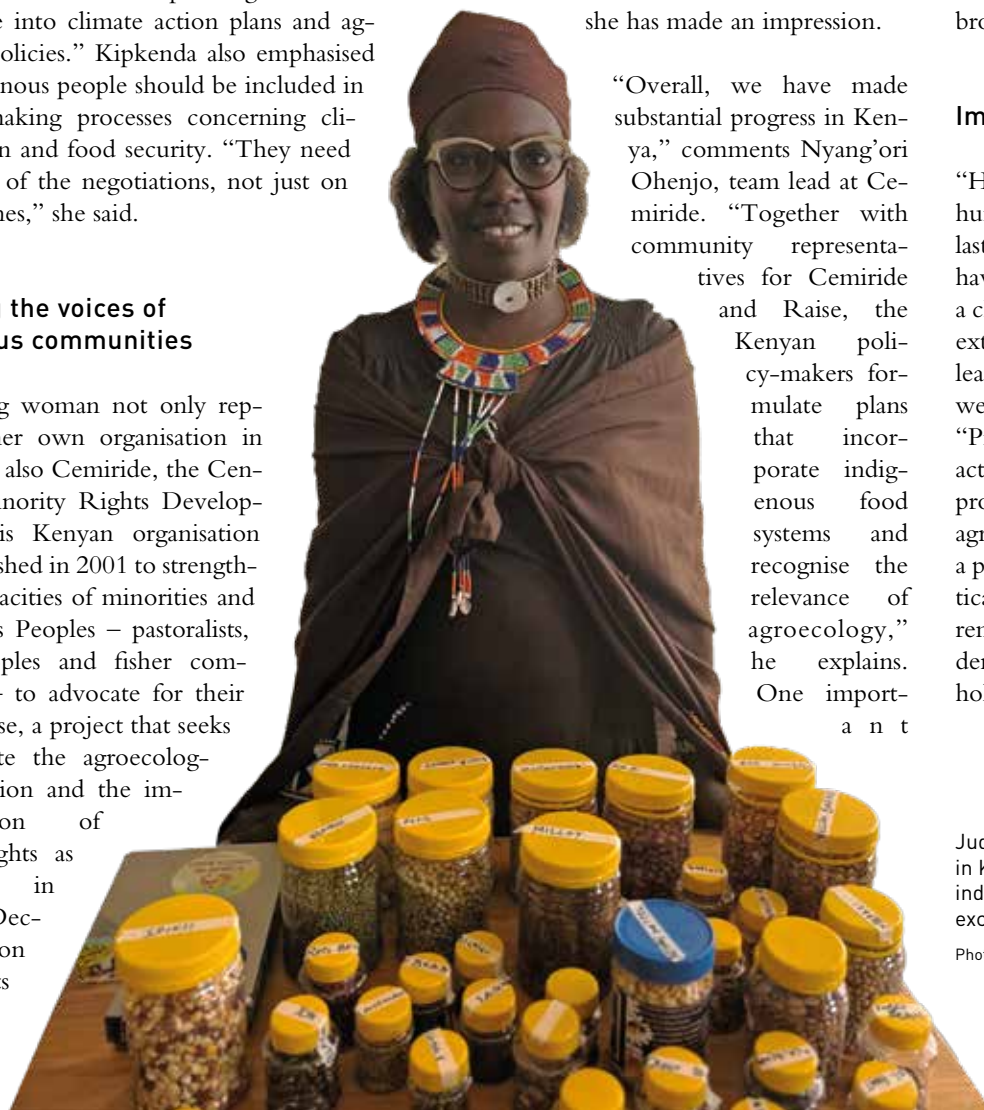 e into climate action plans and ag-
olicies.” Kipkenda also emphasised
nous people should be included in
naking processes concerning cli-
n and food security. “They need
of the negotiations, not just on
nes,” she said.
the voices of
us communities
g woman not only rep-
her own organisation in
also Cemiride, the Cen-
inority Rights Develop-
is Kenyan organisation
shed in 2001 to strength-
acities of minorities and
s Peoples – pastoralists,
ples and fisher com-
- to advocate for their
se, a project that seeks
te the agroecolog-
ion and the im-
on of
ghts as
in
Dec-
on
ts
she has made an impression.
“Overall, we have made
substantial progress in Ken-
ya,” comments Nyang’ori
Ohenjo, team lead at Ce-
miride. “Together with
community representa-
tives for Cemiride
and Raise, the
Kenyan poli-
cy-makers for-
mulate plans
that incor-
porate indig-
enous food
systems and
recognise the
relevance of
agroecology,”
he explains.
One import-
ant
bro
Im
“H
hu
last
hav
a c
ext
lea
we
“P
act
pro
agr
a p
tica
ren
der
hol
Jud
in K
ind
exc
Pho
MILLET